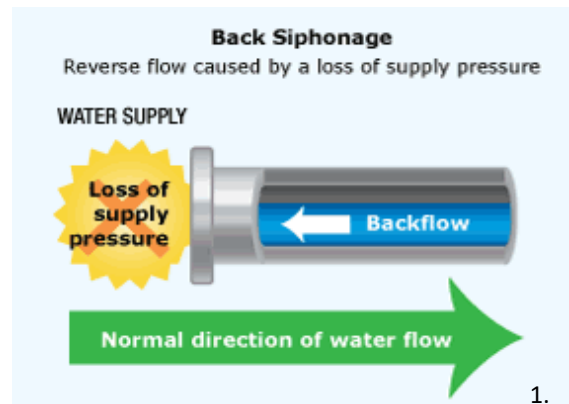 Back Siphonage
Reverse flow caused by a loss of supply pressure
WATER SUPPLY
Loss of
supply
pressure
Backflow
Normal direction of water flow
1.